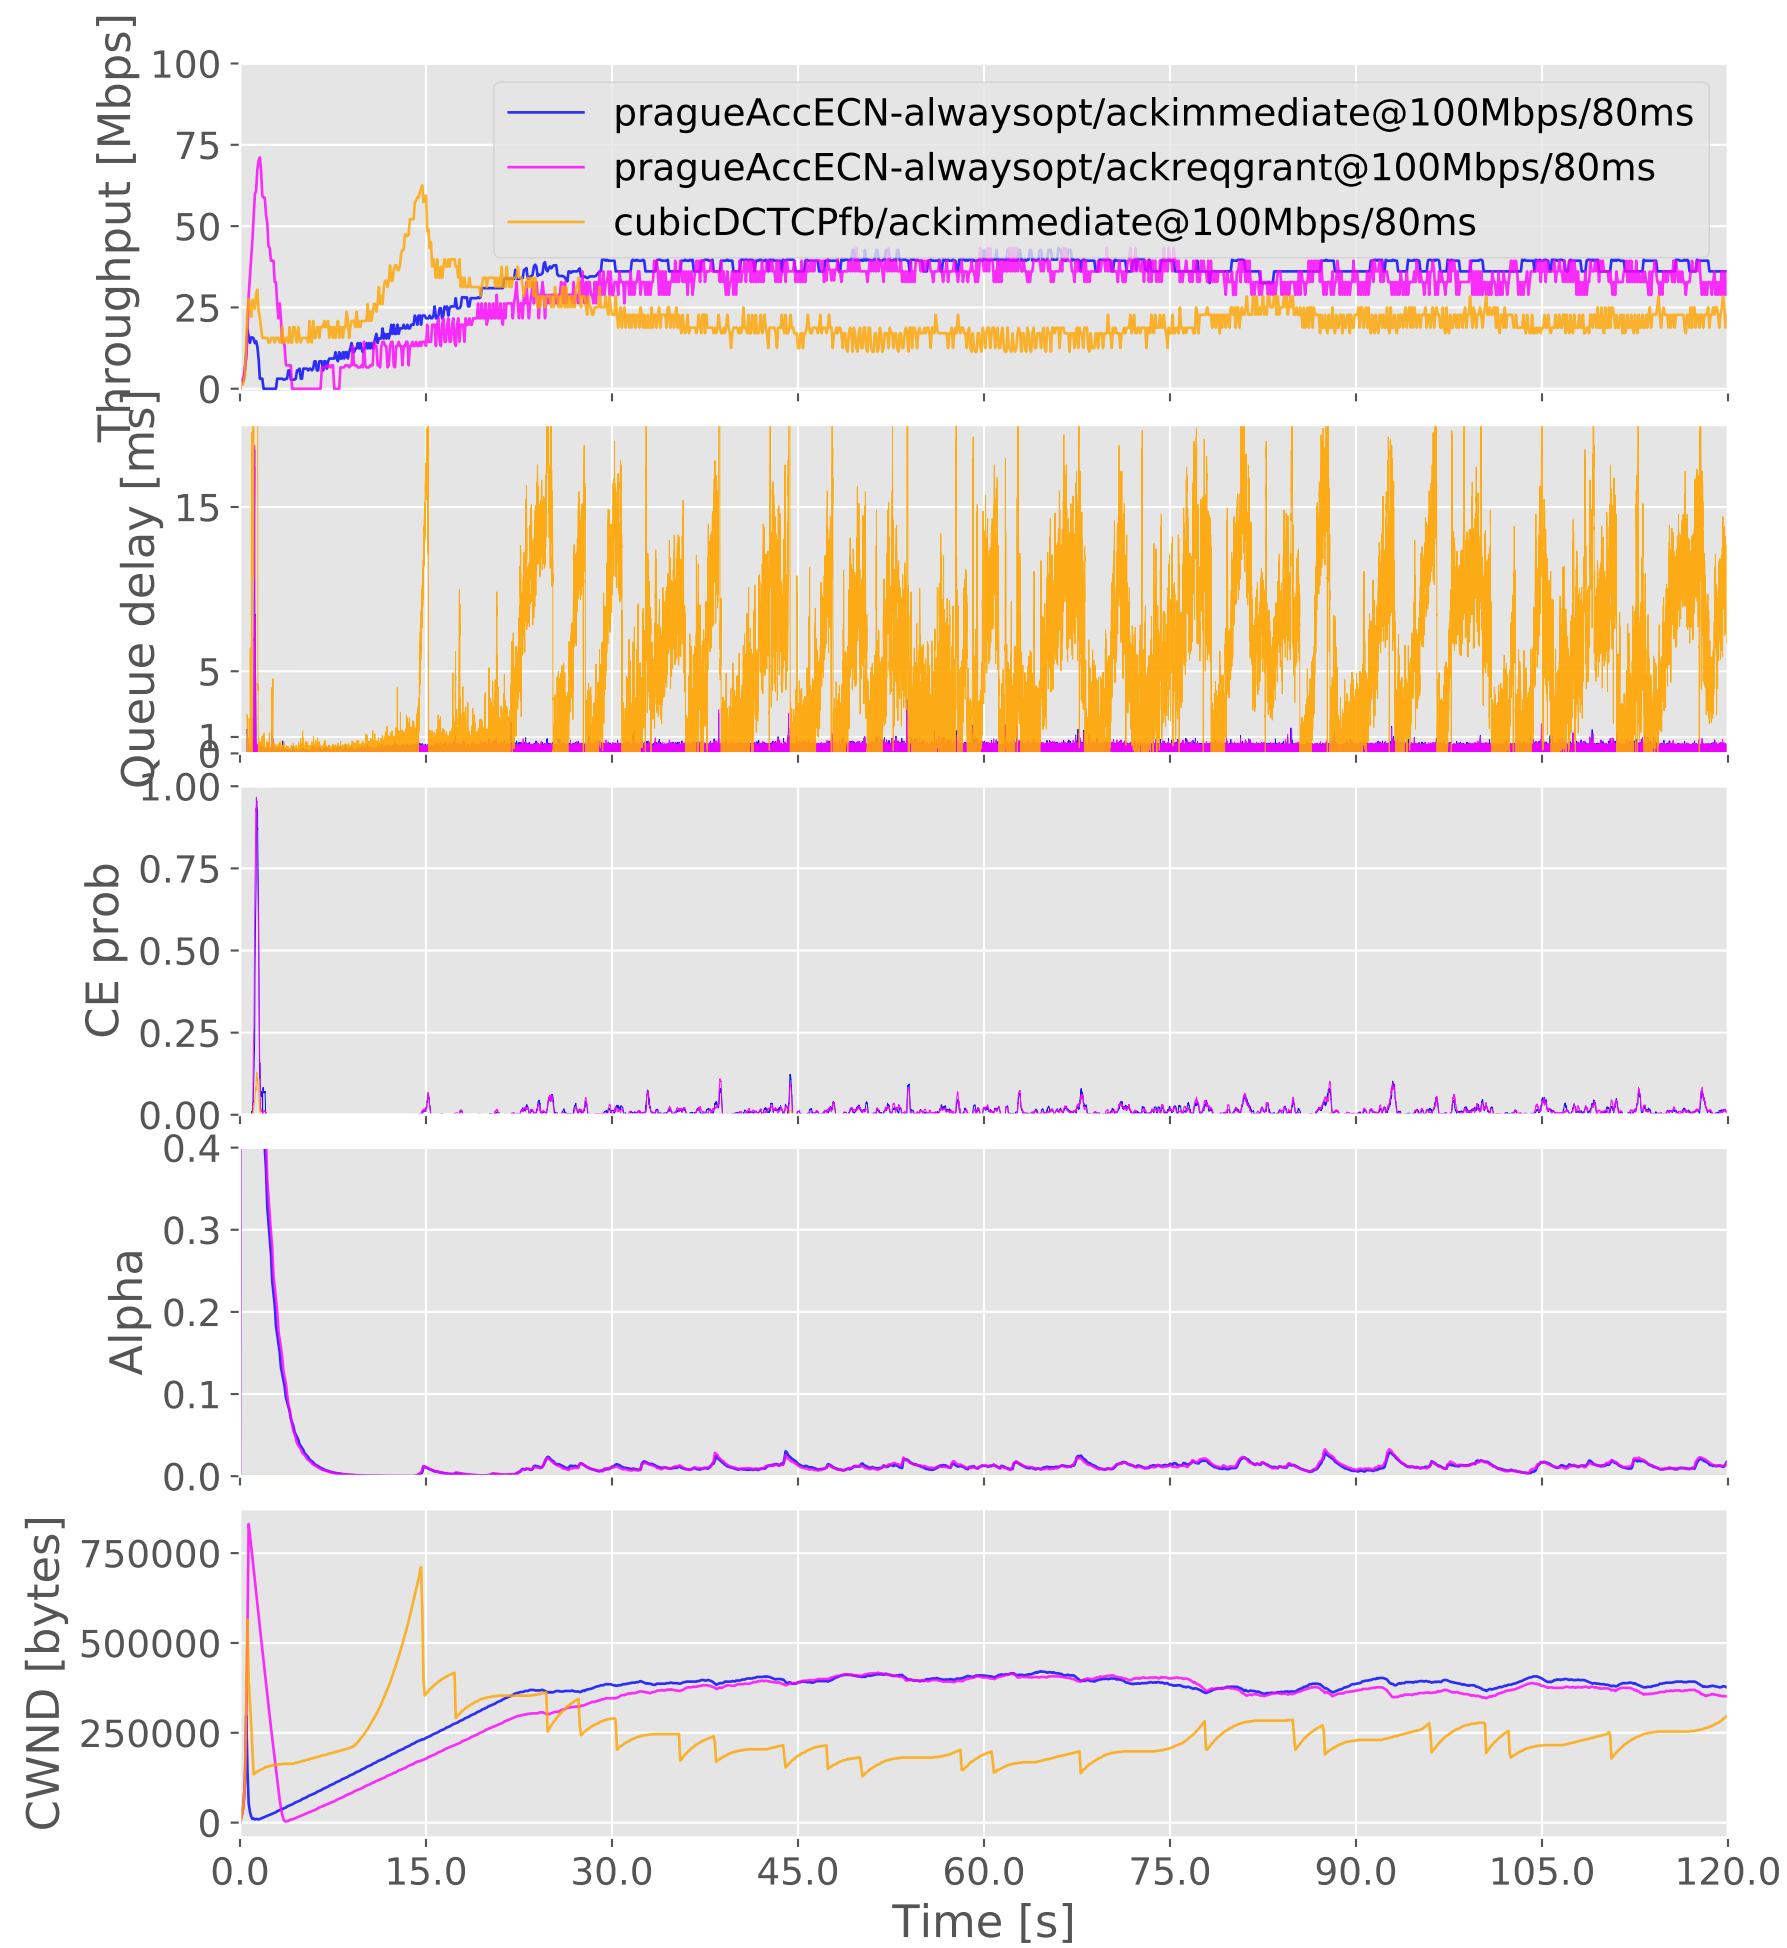 Throughput [Mbps]
100
75
50
25
0
pragueAccECN-alwaysopt/ackimmediate@100Mbps/80ms
pragueAccECN-alwaysopt/ackreqgrant@100Mbps/80ms
cubicDCTCPfb/ackimmediate@100Mbps/80ms
Queue delay [ms]
15
5
1
0
CE prob
1.00
0.75
0.50
0.25
0.00
Alpha
0.4
0.3
0.2
0.1
0.0
CWND [bytes]
750000
500000
250000
0
0.0 15.0 30.0 45.0 60.0 75.0 90.0 105.0 120.0
Time [s]